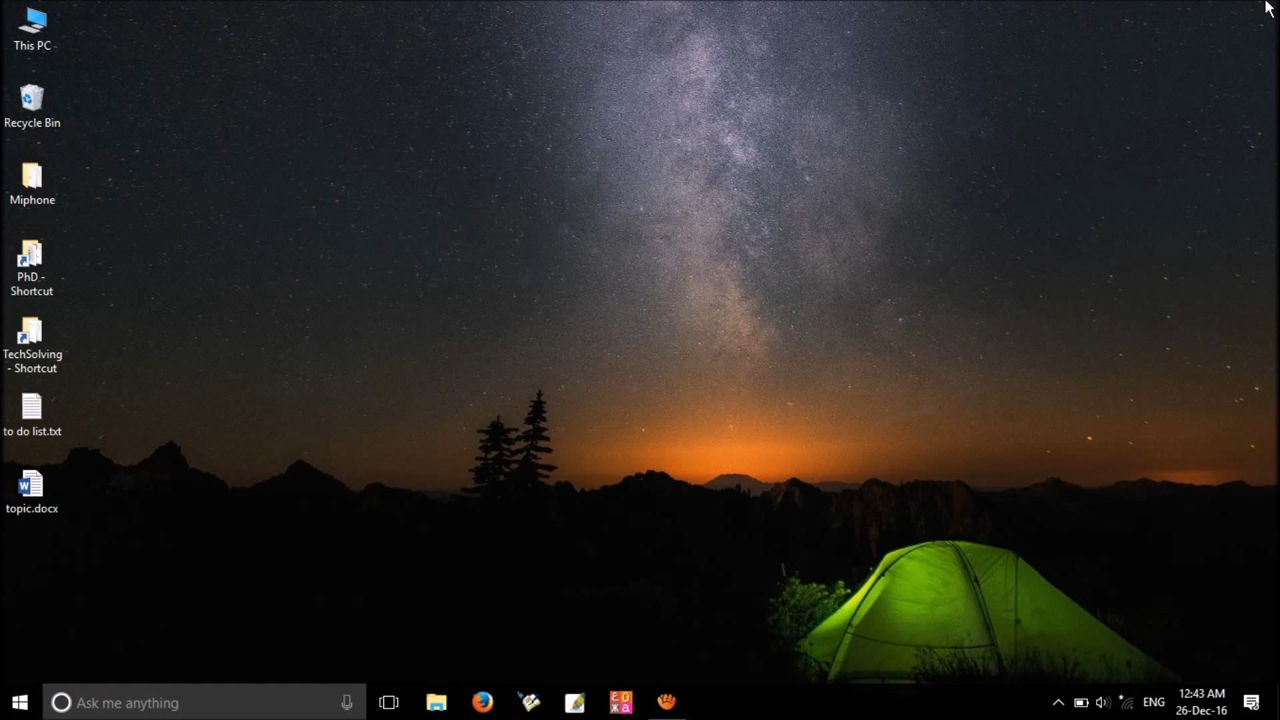 This PC
Recycle Bin
Miphone
PhD -
Shortcut
TechSolving
- Shortcut
to do list.txt
topic.docx
Ask me anything
ENG
12:43 AM
26-Dec-16